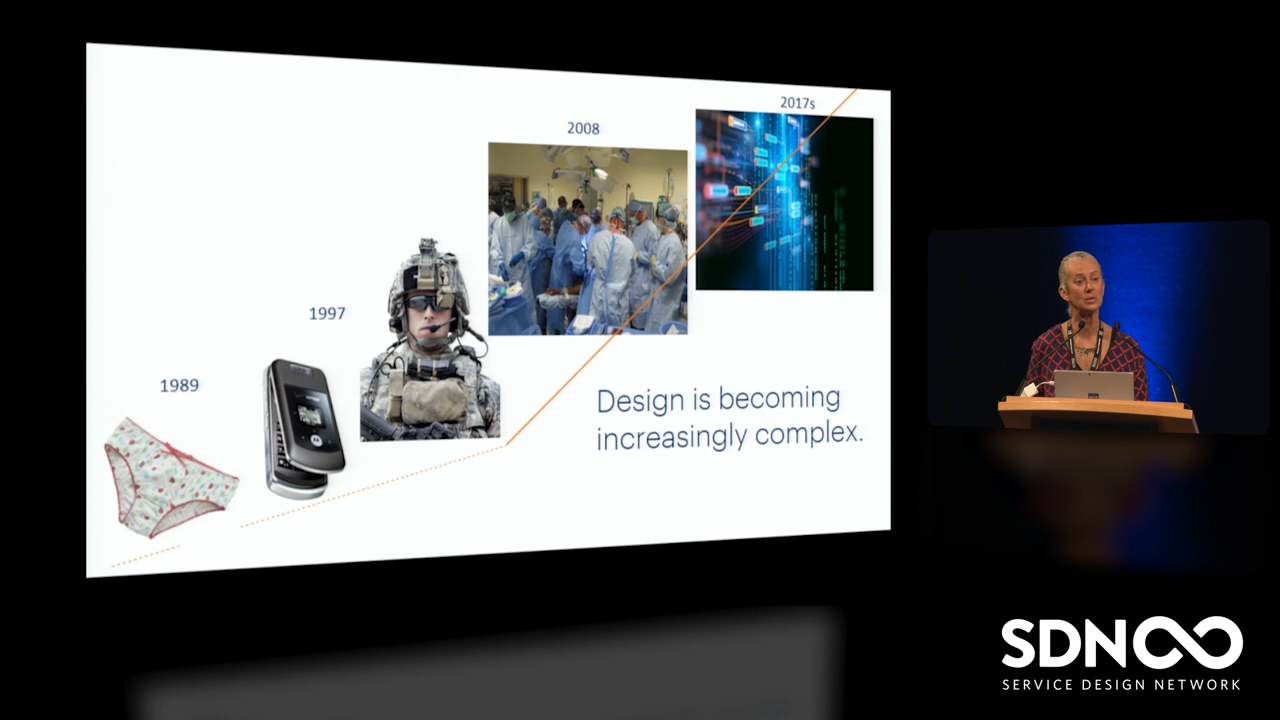 2017s
2008
1997
1989
Design is becoming
increasingly complex.
SDN
SERVICE DESIGN NETWORK